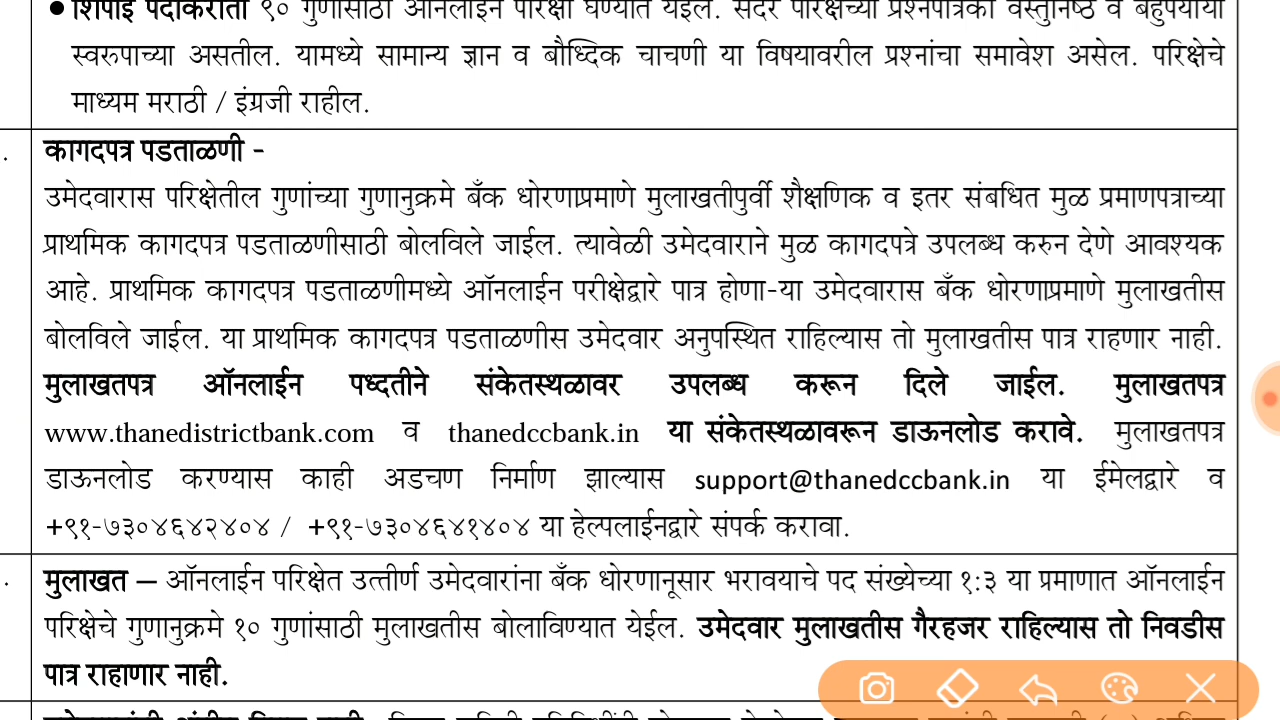 ● शिपाई पदाकरीता ९० गुणांसाठी ऑनलाईन परिक्षा घेण्यात येईल. सदर परिक्षेच्या प्रश्नपत्रिका वस्तुनिष्ठ व बहुपर्यायी
स्वरुपाच्या असतील. यामध्ये सामान्य ज्ञान व बौध्दिक चाचणी या विषयावरील प्रश्नांचा समावेश असेल. परिक्षेचे
माध्यम मराठी / इंग्रजी राहील.
कागदपत्र पडताळणी -
उमेदवारास परिक्षेतील गुणांच्या गुणानुक्रमे बँक धोरणाप्रमाणे मुलाखतीपुर्वी शैक्षणिक व इतर संबधित मुळ प्रमाणपत्राच्या
प्राथमिक कागदपत्र पडताळणीसाठी बोलविले जाईल. त्यावेळी उमेदवाराने मुळ कागदपत्रे उपलब्ध करुन देणे आवश्यक
आहे. प्राथमिक कागदपत्र पडताळणीमध्ये ऑनलाईन परीक्षेद्वारे पात्र होणा-या उमेदवारास बँक धोरणाप्रमाणे मुलाखतीस
बोलविले जाईल. या प्राथमिक कागदपत्र पडताळणीस उमेदवार अनुपस्थित राहिल्यास तो मुलाखतीस पात्र राहणार नाही.
मुलाखतपत्र ऑनलाईन पध्दतीने संकेतस्थळावर उपलब्ध करून दिले जाईल. मुलाखतपत्र
www.thanedistrictbank.com व thanedccbank.in या संकेतस्थळावरून डाऊनलोड करावे. मुलाखतपत्र
डाऊनलोड करण्यास काही अडचण निर्माण झाल्यास support@thanedccbank.in या ईमेलद्वारे व
+९१-७३०४६४२४०४ / +९१-७३०४६४१४०४ या हेल्पलाईनद्वारे संपर्क करावा.
मुलाखत – ऑनलाईन परिक्षेत उत्तीर्ण उमेदवारांना बँक धोरणानूसार भरावयाचे पद संख्येच्या १:३ या प्रमाणात ऑनलाईन
परिक्षेचे गुणानुक्रमे १० गुणांसाठी मुलाखतीस बोलाविण्यात येईल. उमेदवार मुलाखतीस गैरहजर राहिल्यास तो निवडीस
पात्र राहाणार नाही.